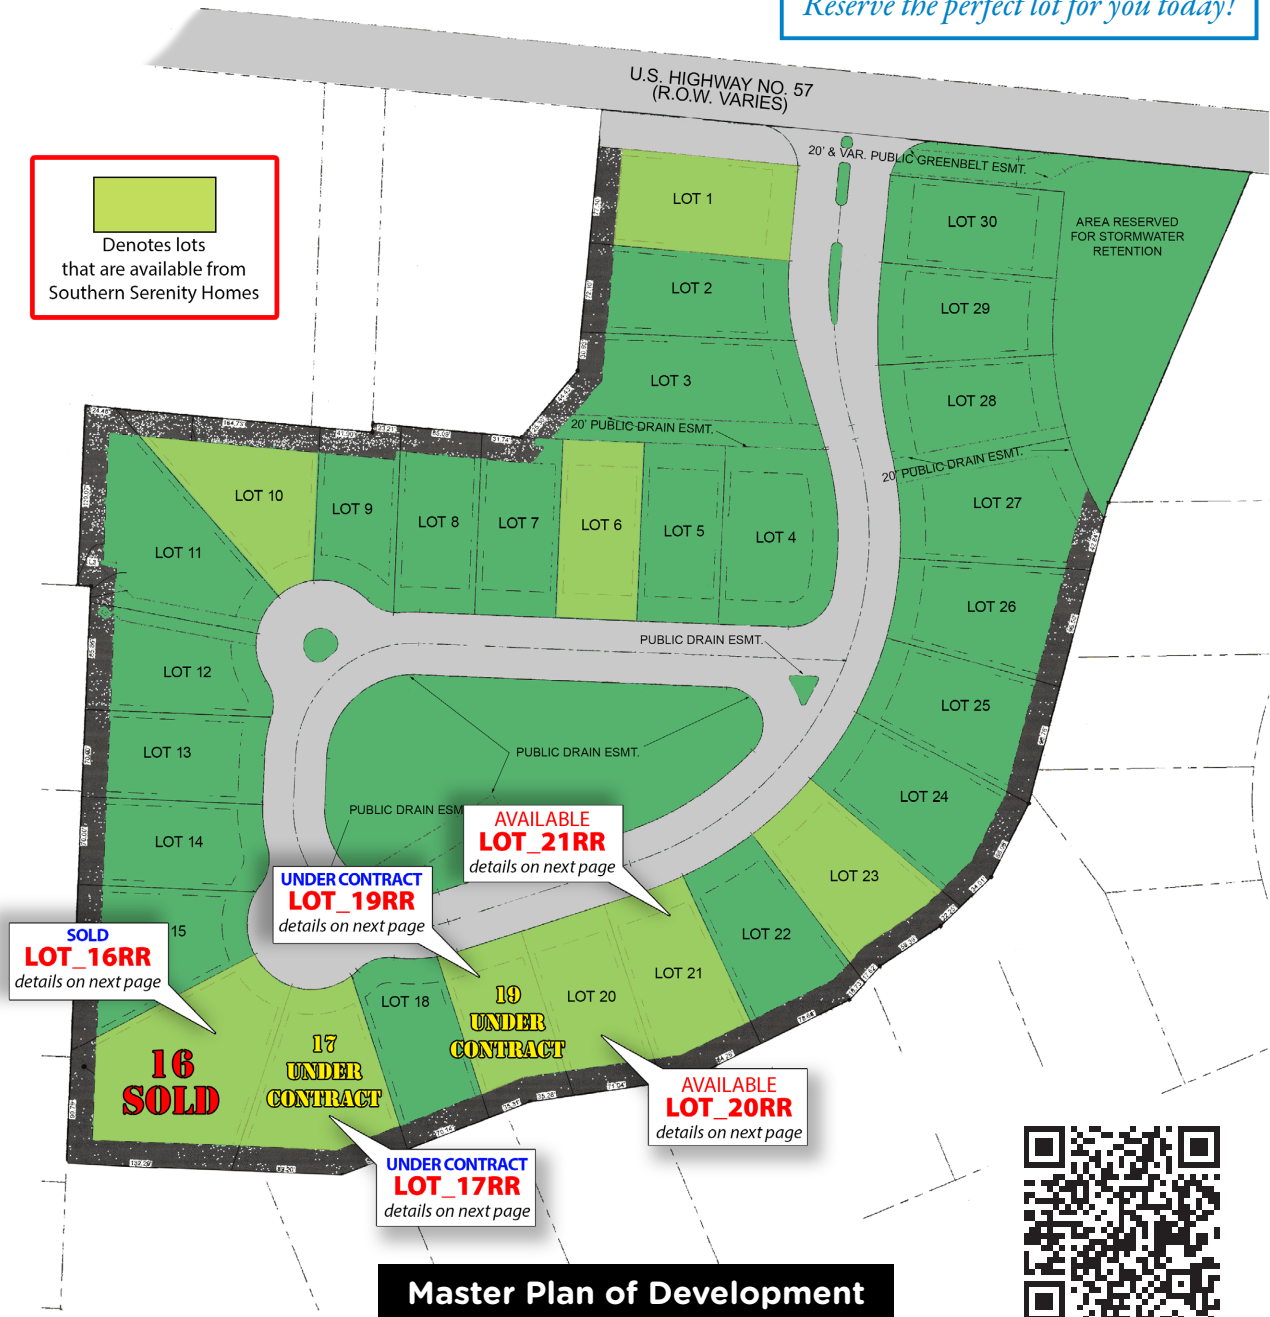 Reserve the perfect lot for you today!
U.S. HIGHWAY NO. 57
(R.O.W. VARIES)
20' & VAR. PUBLIC GREENBELT ESMT.
Denotes lots
that are available from
Southern Serenity Homes
LOT 1
LOT 30
AREA RESERVED
FOR STORMWATER
RETENTION
LOT 2
LOT 29
LOT 3
LOT 28
20' PUBLIC DRAIN ESMT.
20' PUBLIC DRAIN ESMT.
LOT 10
LOT 9
LOT 8
LOT 7
LOT 6
LOT 5
LOT 4
LOT 27
LOT 11
LOT 26
PUBLIC DRAIN ESMT.
LOT 12
LOT 25
LOT 13
PUBLIC DRAIN ESMT.
LOT 24
PUBLIC DRAIN ESM
LOT 14
AVAILABLE
LOT_21RR
details on next page
UNDER CONTRACT
LOT_19RR
details on next page
LOT 23
15
SOLD
LOT_16RR
details on next page
LOT 22
LOT 21
LOT 20
LOT 18
19
UNDER
CONTRACT
17
UNDER
CONTRACT
16
SOLD
AVAILABLE
LOT_20RR
details on next page
UNDER CONTRACT
LOT_17RR
details on next page
Master Plan of Development